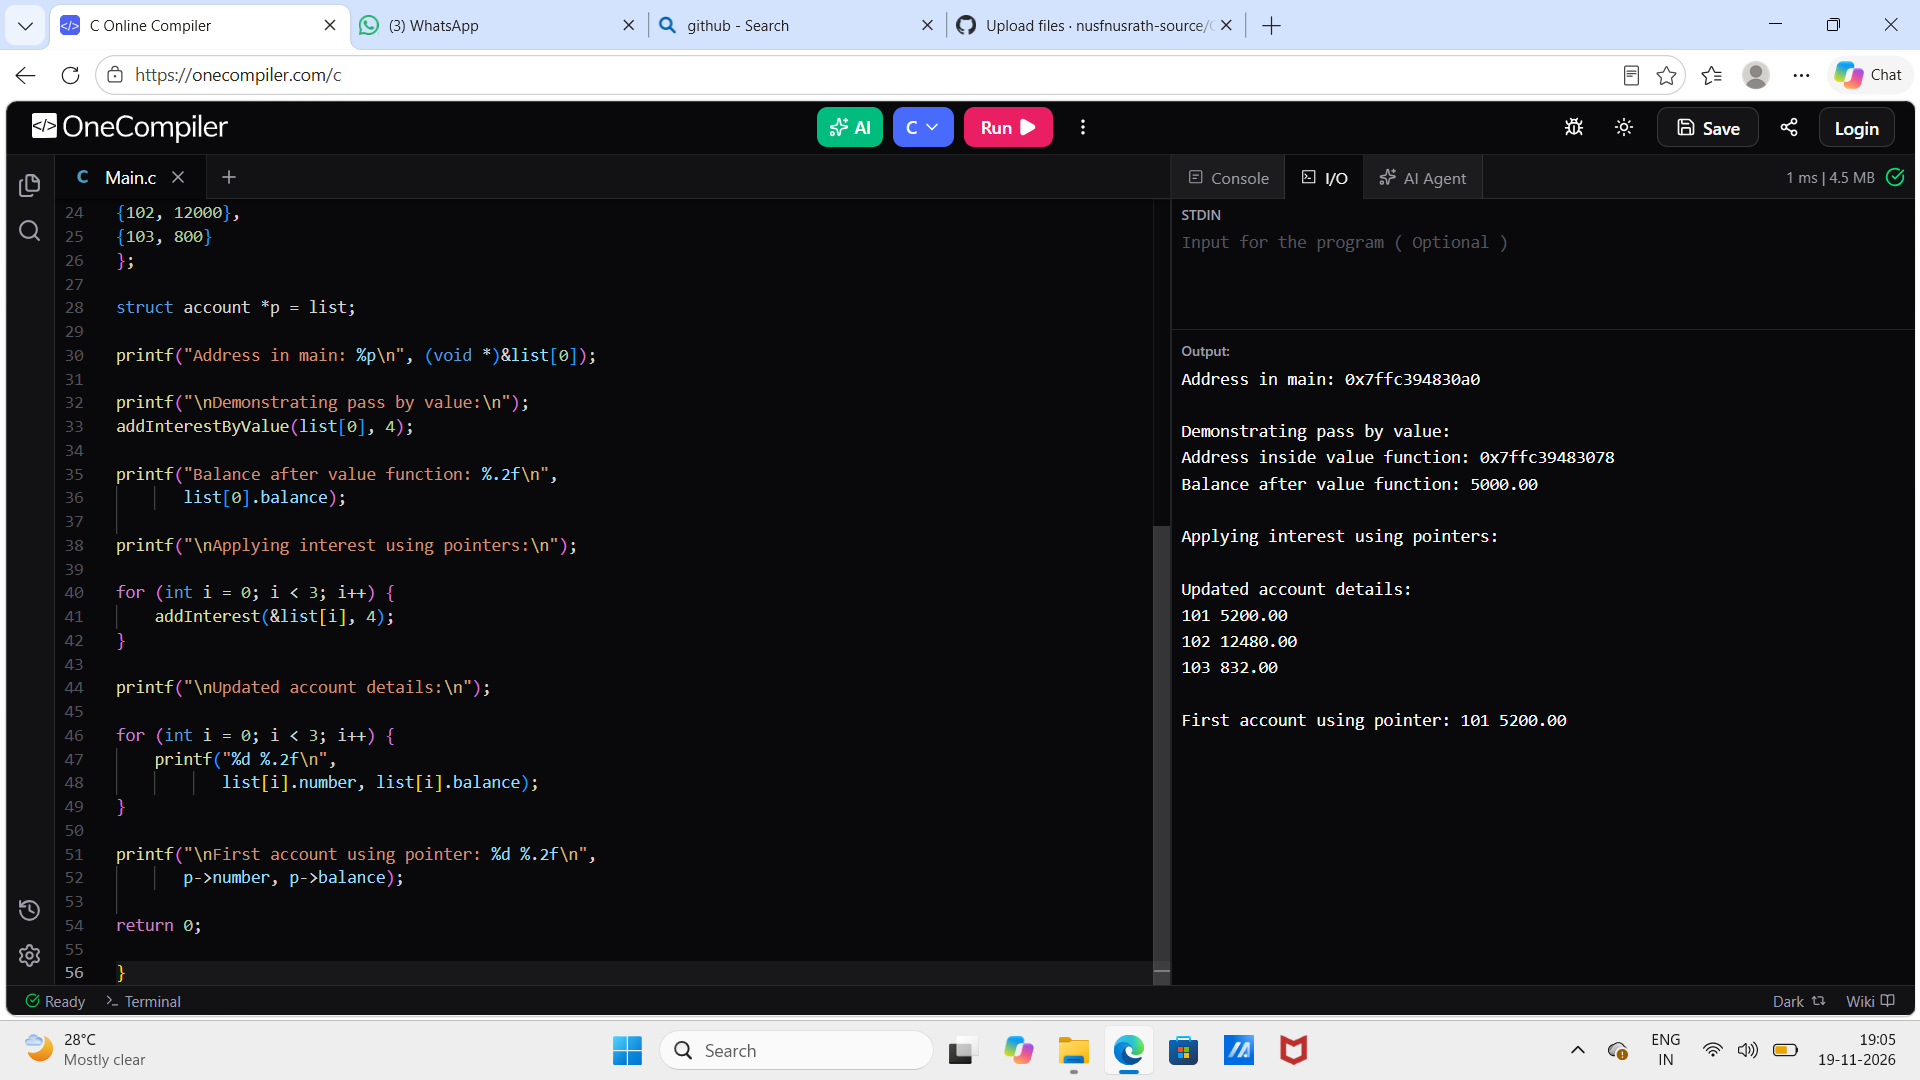 C Online Compiler
(3) WhatsApp
github - Search
Upload files · nusfnusrath-source/
https://onecompiler.com/c
Chat
OneCompiler
AI
C
Run
Save
Login
C Main.c
Console
I/O
AI Agent
1 ms | 4.5 MB
24 {102, 12000},
25 {103, 800}
26 };
27
28 struct account *p = list;
29
30 printf("Address in main: %p\n", (void *)&list[0]);
31
32 printf("\nDemonstrating pass by value:\n");
33 addInterestByValue(list[0], 4);
34
35 printf("Balance after value function: %.2f\n",
36 list[0].balance);
37
38 printf("\nApplying interest using pointers:\n");
39
40 for (int i = 0; i < 3; i++) {
41 addInterest(&list[i], 4);
42 }
43
44 printf("\nUpdated account details:\n");
45
46 for (int i = 0; i < 3; i++) {
47 printf("%d %.2f\n",
48 list[i].number, list[i].balance);
49 }
50
51 printf("\nFirst account using pointer: %d %.2f\n",
52 p->number, p->balance);
53
54 return 0;
55
56 }
STDIN
Input for the program ( Optional )
Output:
Address in main: 0x7ffc394830a0
Demonstrating pass by value:
Address inside value function: 0x7ffc39483078
Balance after value function: 5000.00
Applying interest using pointers:
Updated account details:
101 5200.00
102 12480.00
103 832.00
First account using pointer: 101 5200.00
Ready
Terminal
Dark
Wiki
28°C
Mostly clear
Search
ENG
IN
19:05
19-11-2026